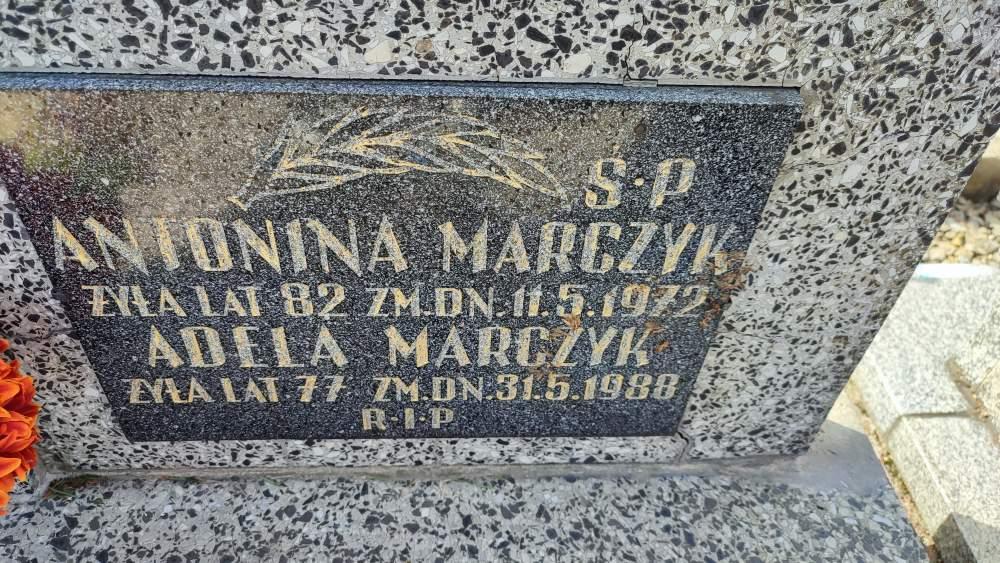 Ś·P
ANTONINA MARCZYK
ŻYŁA LAT 82 ZM.DN.11.5.1972
ADELA MARCZYK
ŻYŁA LAT 77 ZM.DN.31.5.1988
R·I·P